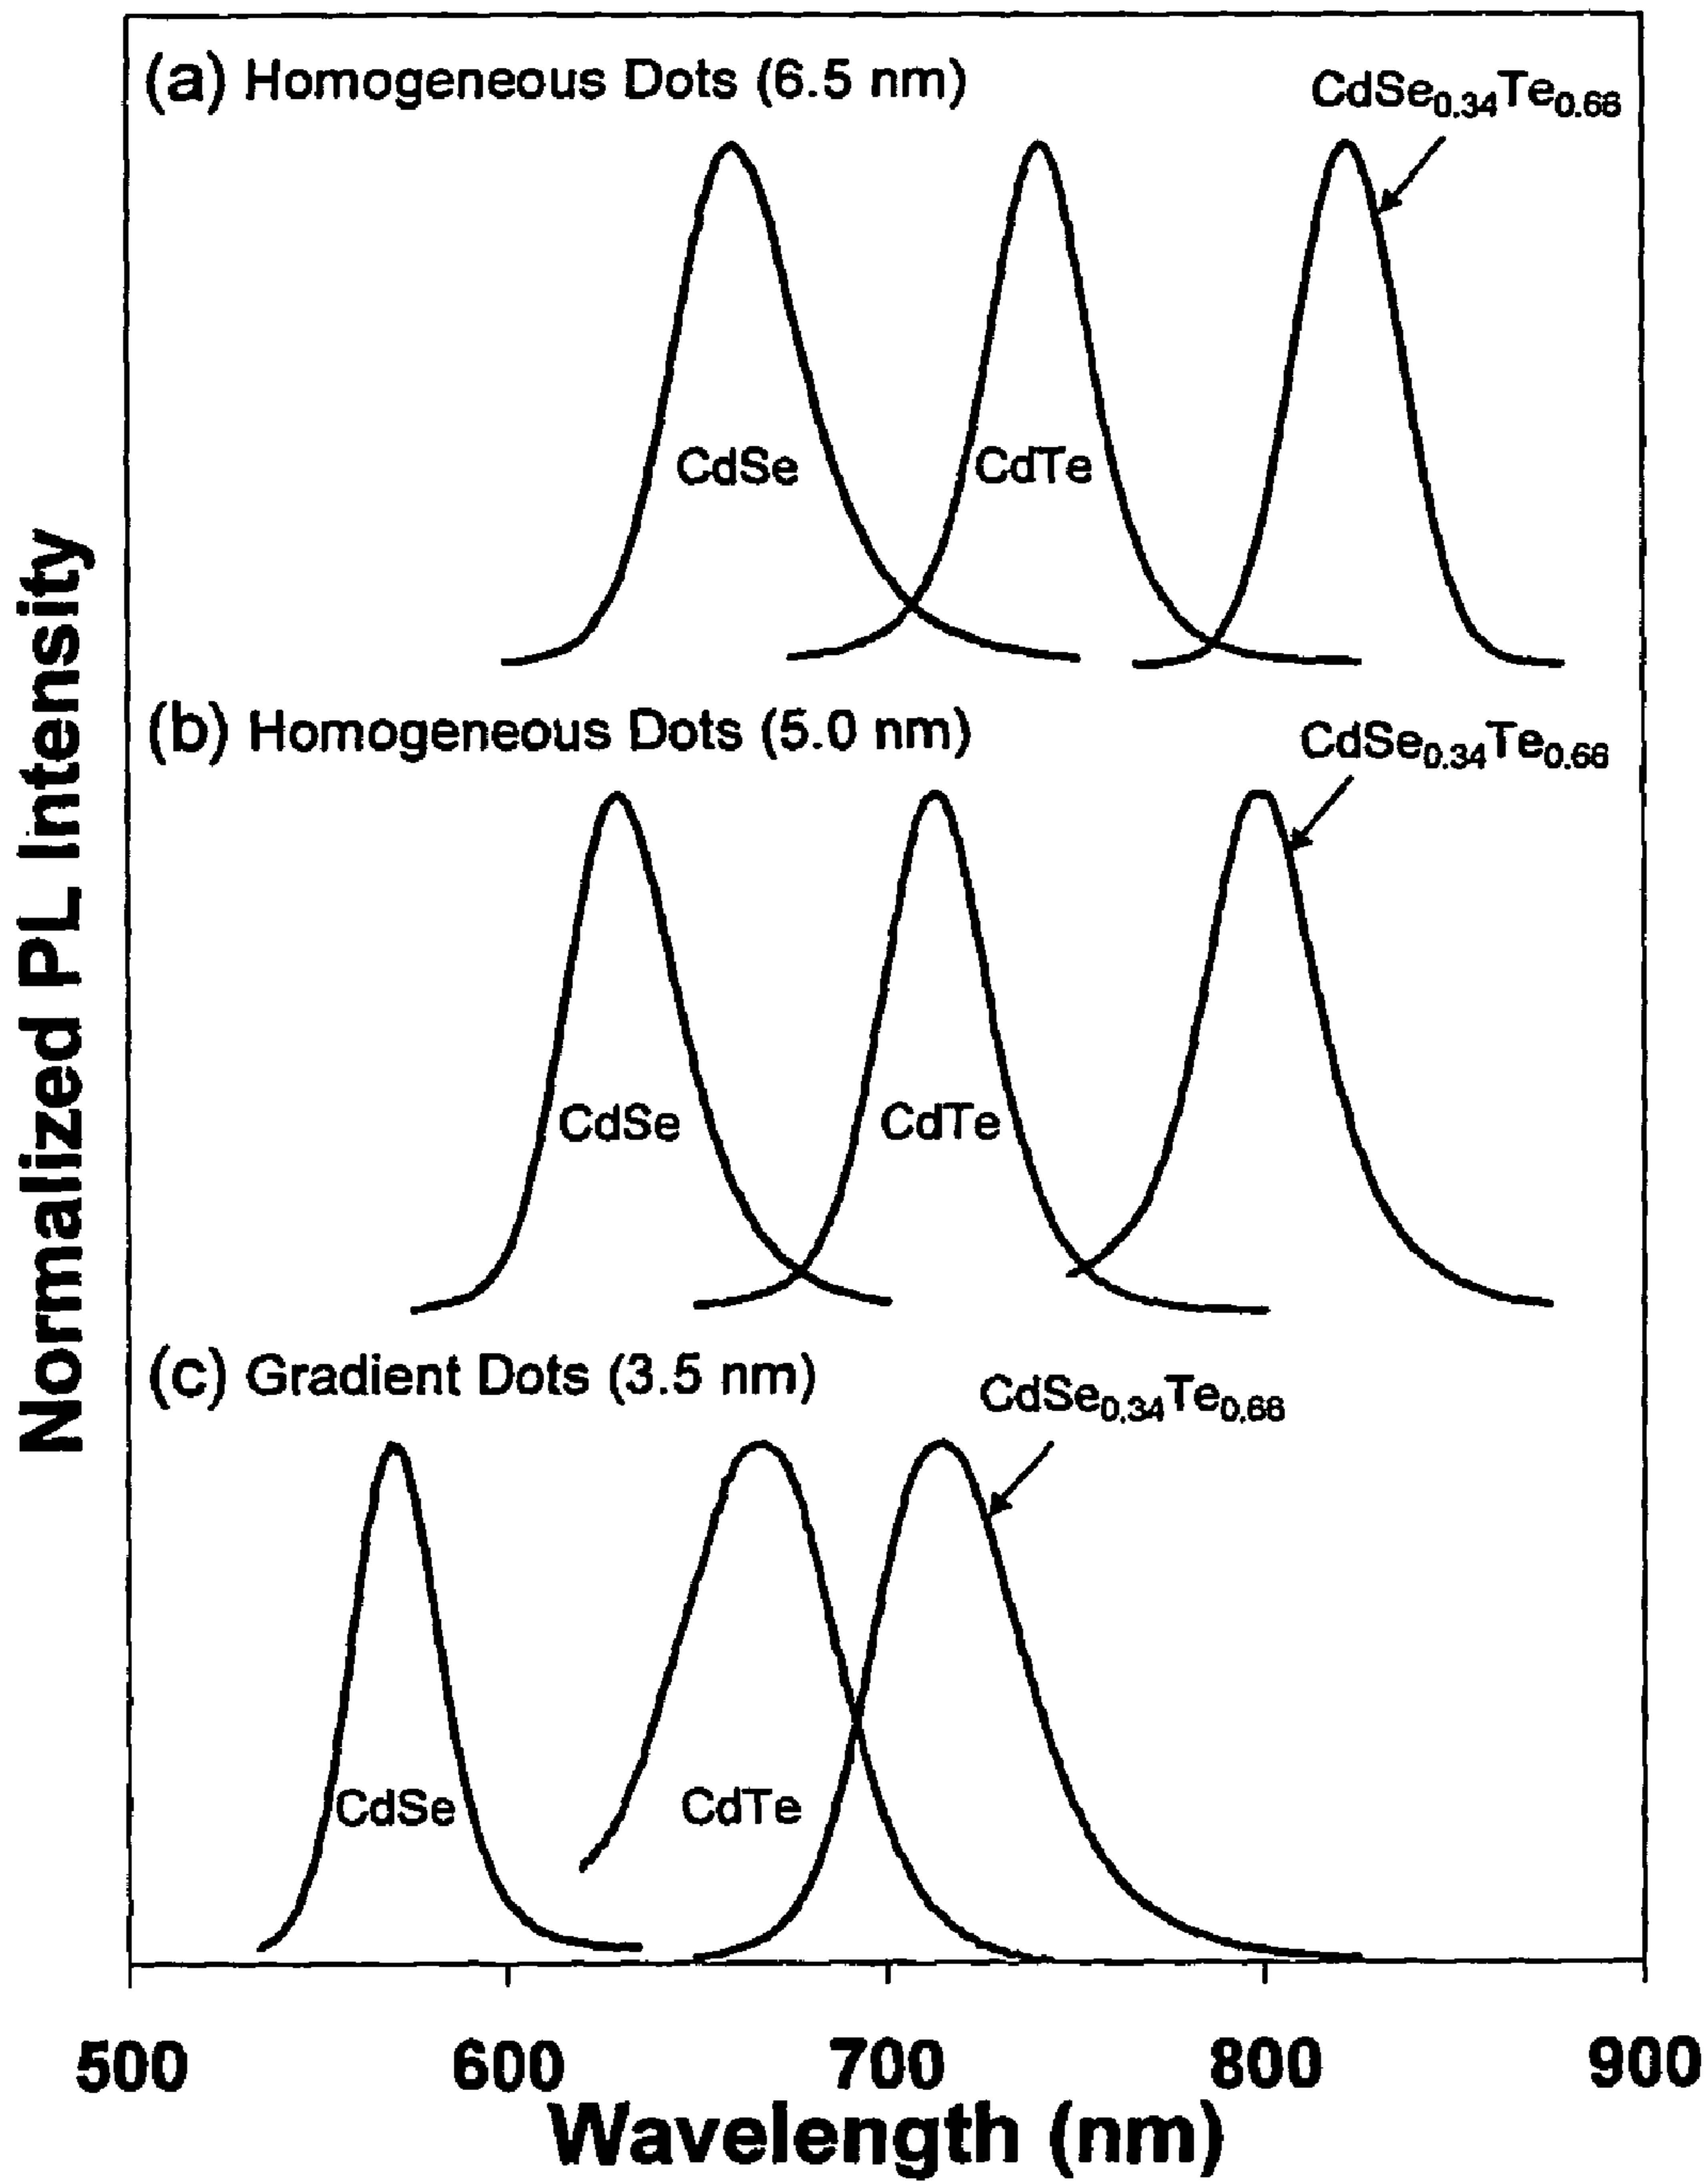 (a) Homogeneous Dots (6.5 nm)
CdSe0.34Te0.66
CdSe
CdTe
(b) Homogeneous Dots (5.0 nm)
CdSe0.34Te0.66
CdSe
CdTe
(c) Gradient Dots (3.5 nm)
CdSe0.34Te0.66
CdSe
CdTe
Normalized PL Intensity
500 600 700 800 900
Wavelength (nm)